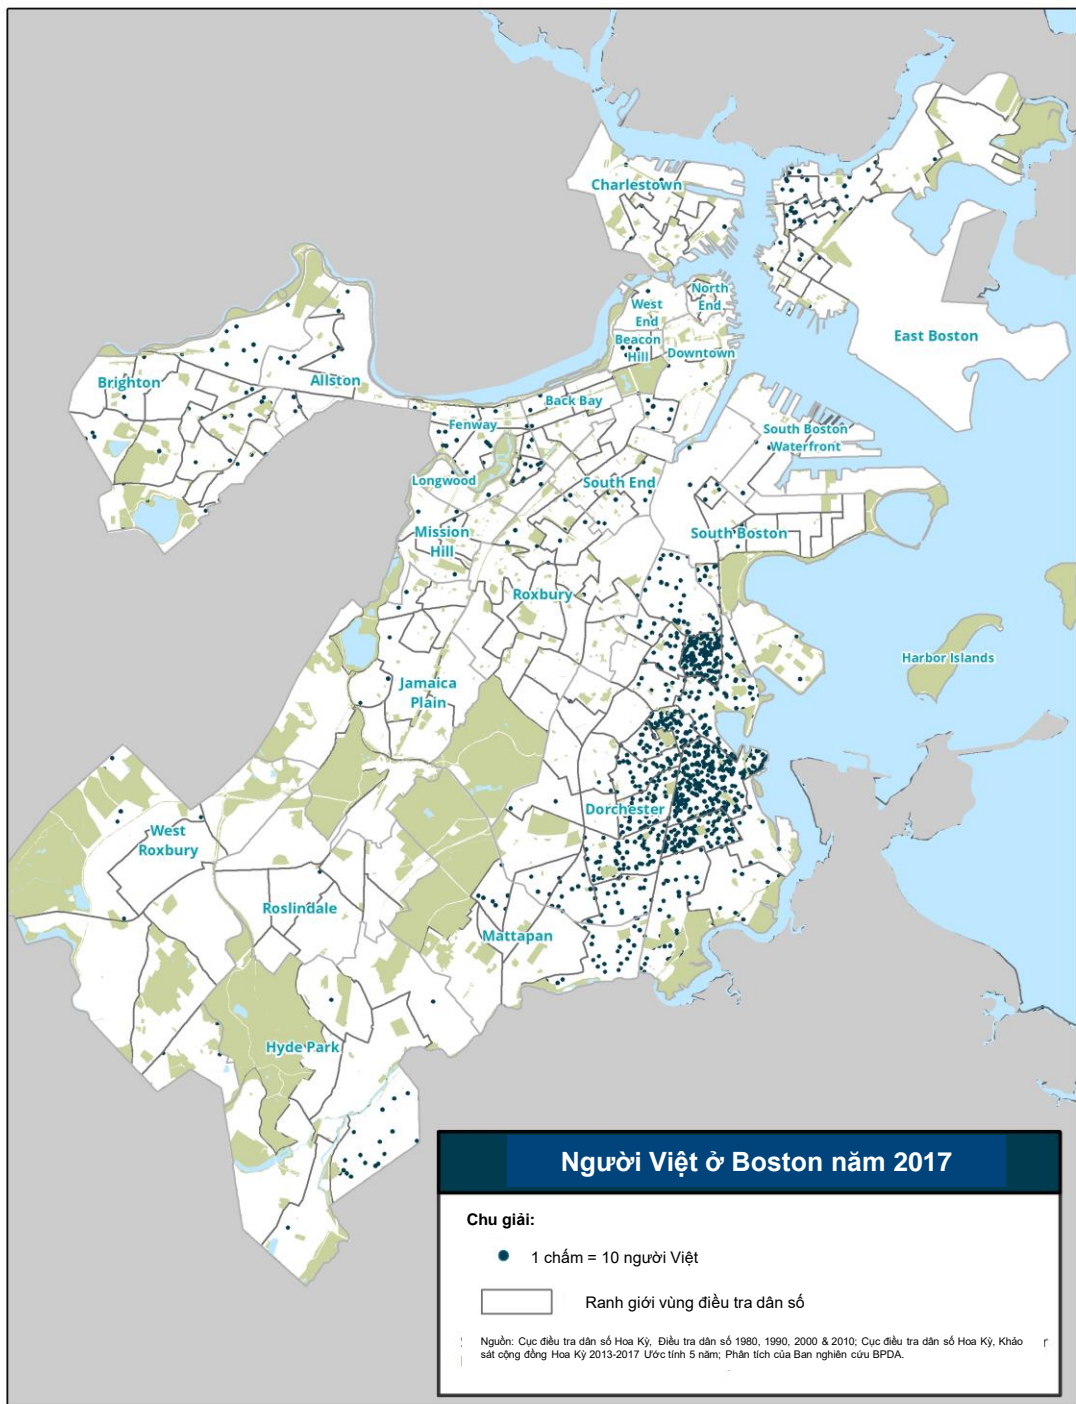 Charlestown
North
End
West
End
Beacon
Hill
Downtown
East Boston
Brighton
Allston
Back Bay
Fenway
South Boston
Waterfront
Longwood
South End
Mission
Hill
South Boston
Roxbury
Harbor Islands
Jamaica
Plain
Dorchester
West
Roxbury
Roslindale
Mattapan
Hyde Park
Người Việt ở Boston năm 2017
Chu giải:
1 chấm = 10 người Việt
Ranh giới vùng điều tra dân số
Nguồn: Cục điều tra dân số Hoa Kỳ, Điều tra dân số 1980, 1990, 2000 & 2010; Cục điều tra dân số Hoa Kỳ, Khảo
sát cộng đồng Hoa Kỳ 2013-2017 Ước tính 5 năm; Phân tích của Ban nghiên cứu BPDA.